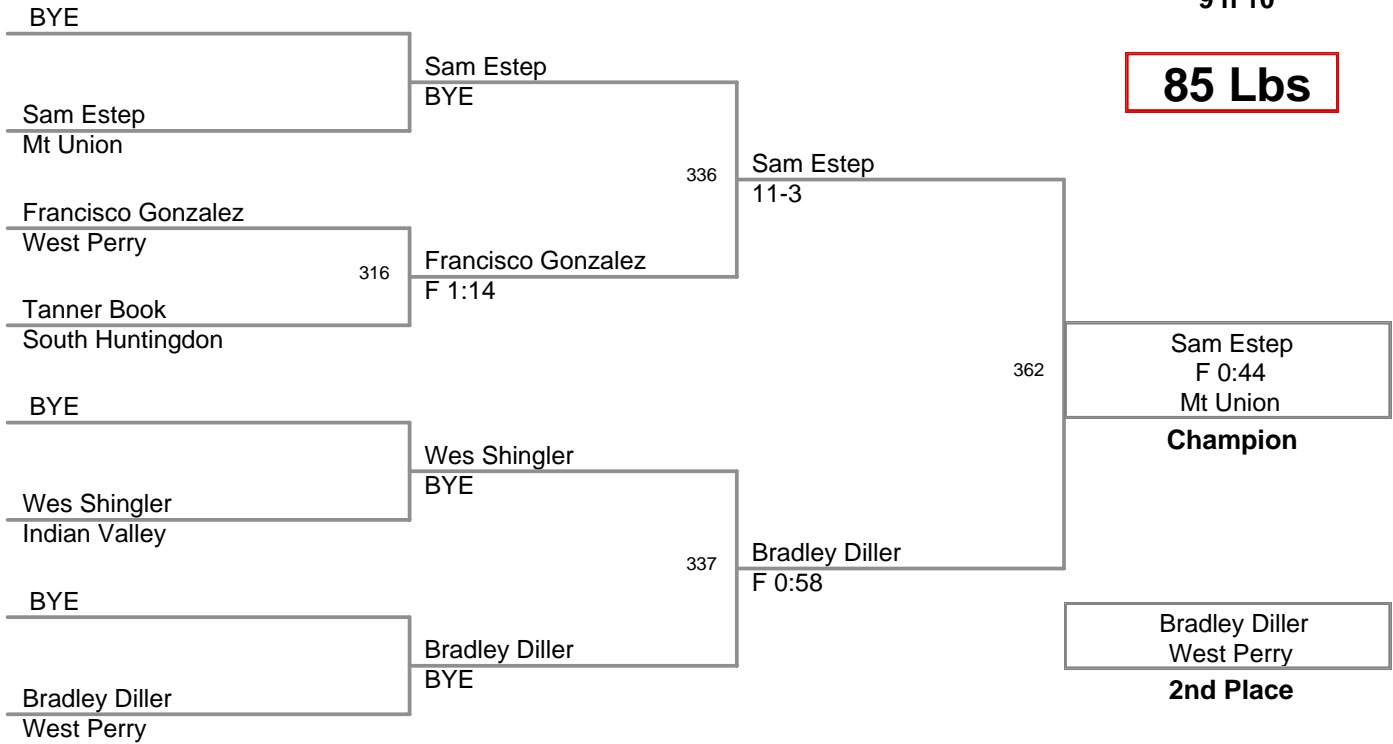 BYE
Sam Estep
BYE
85 Lbs
Sam Estep
Mt Union
336
Sam Estep
11-3
Francisco Gonzalez
West Perry
316
Francisco Gonzalez
F 1:14
Tanner Book
South Huntingdon
362
Sam Estep
F 0:44
Mt Union
Champion
BYE
Wes Shingler
BYE
Wes Shingler
Indian Valley
337
Bradley Diller
F 0:58
BYE
Bradley Diller
West Perry
2nd Place
Bradley Diller
BYE
Bradley Diller
West Perry